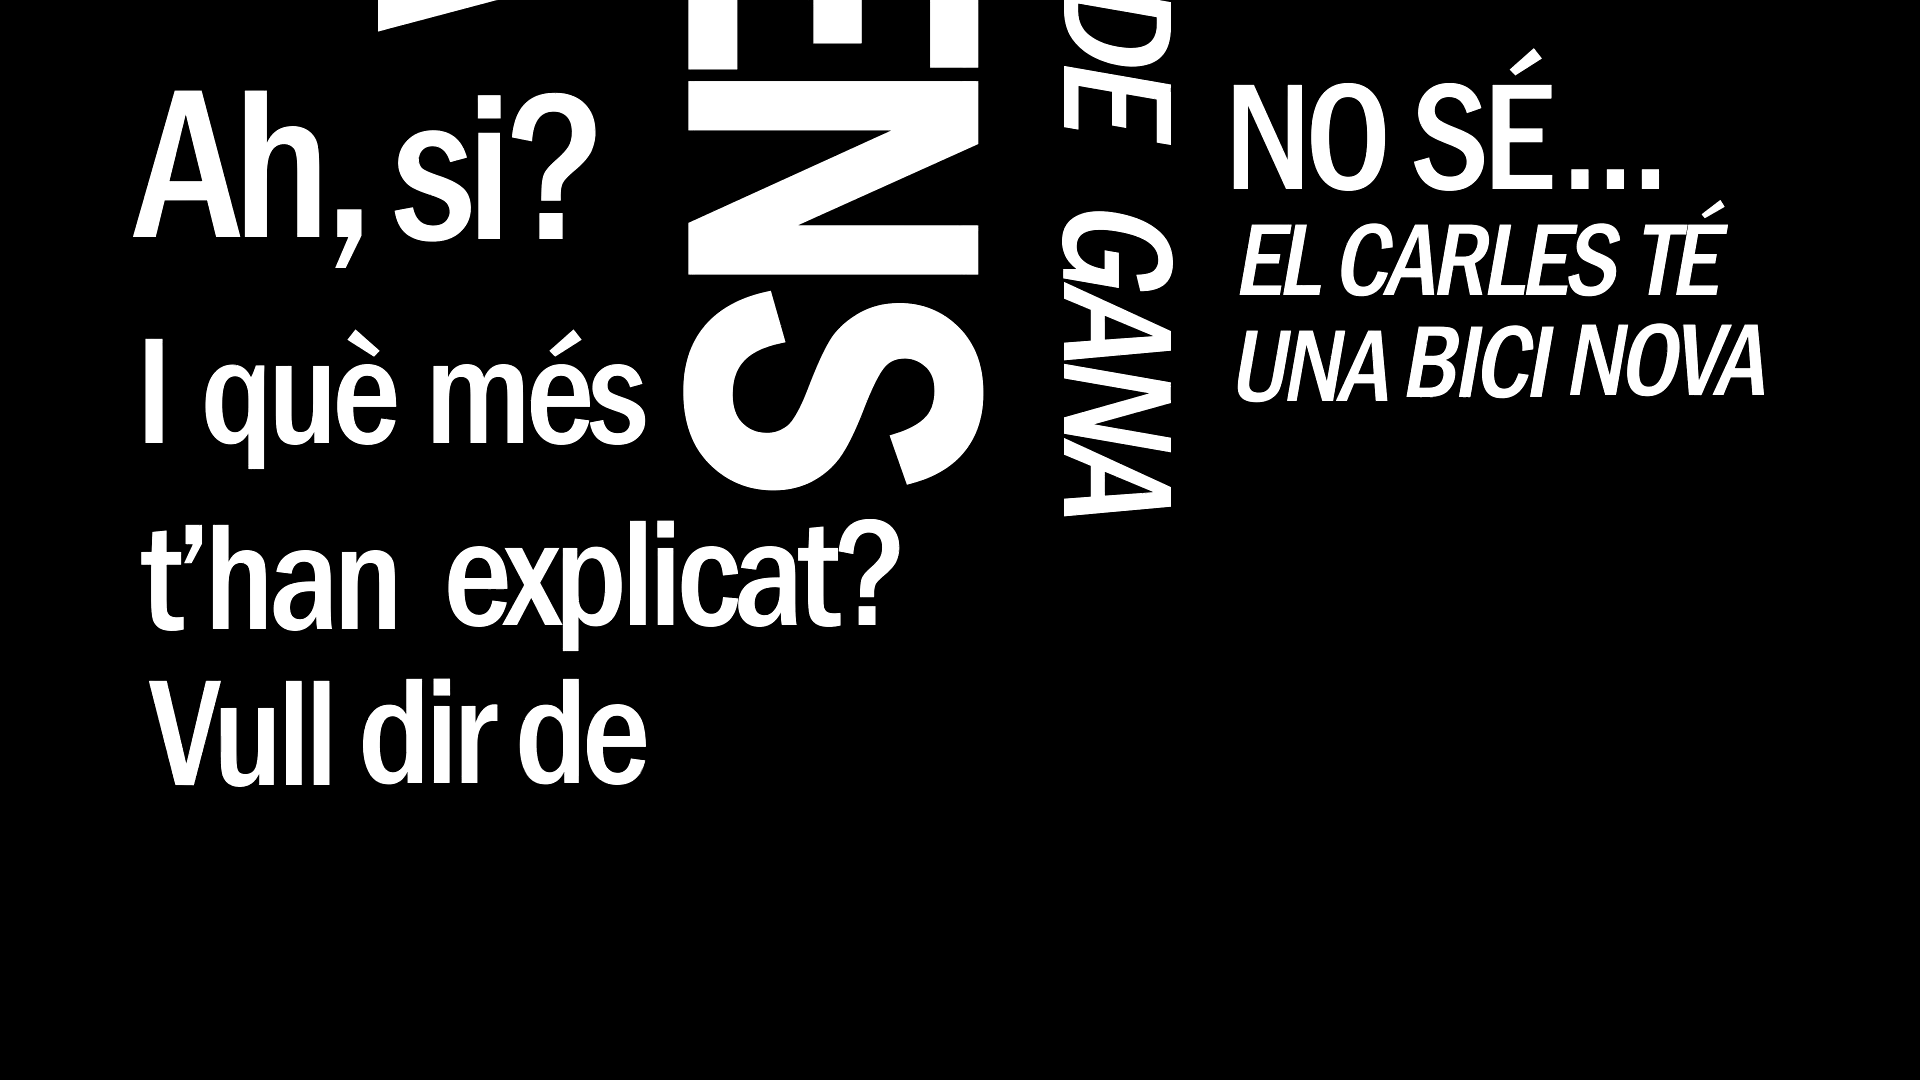 Ah, si?
I què més
t’han explicat?
Vull dir de
ENS
DE GANA
NO SÉ...
EL CARLES TÉ
UNA BICI NOVA